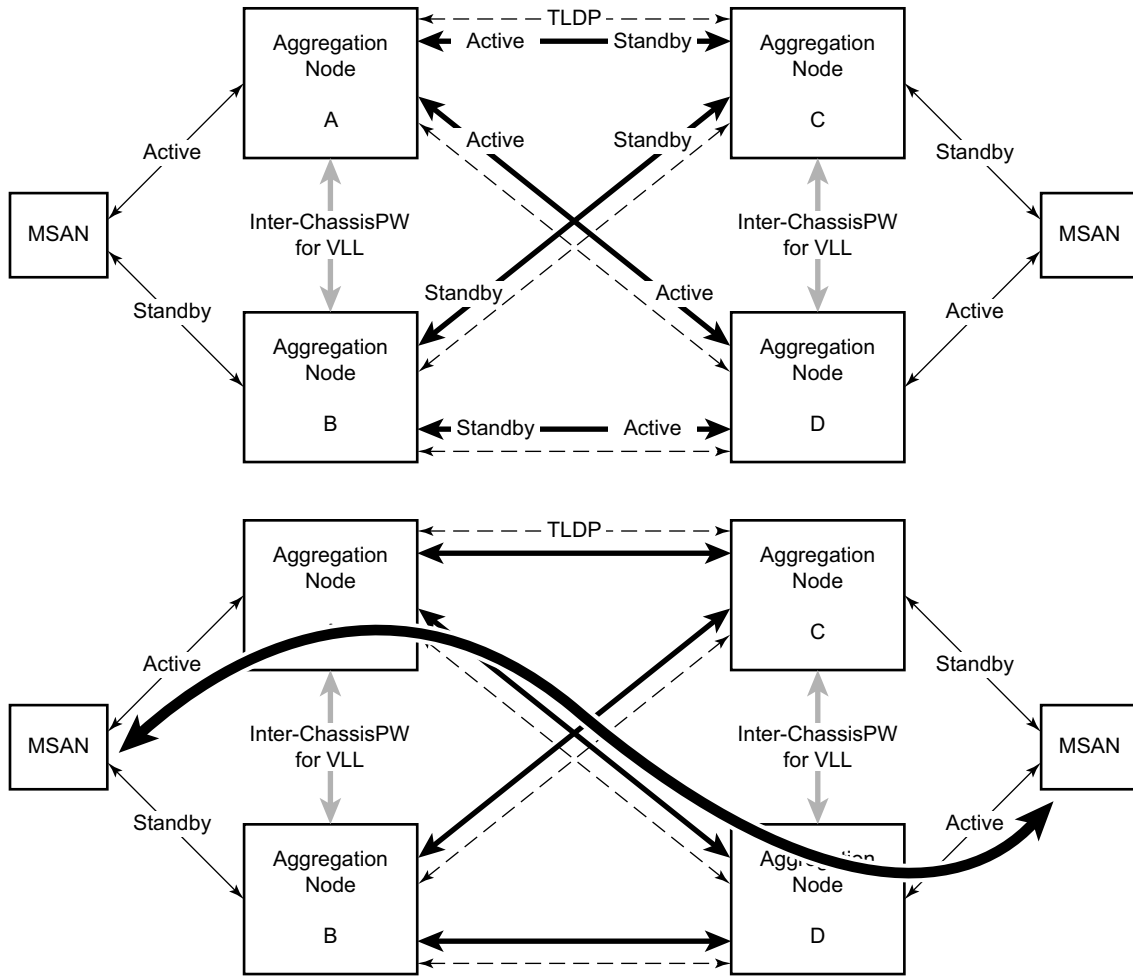 TLDP
Aggregation
Node
A
Active
Standby
Aggregation
Node
C
Active
Active
Standby
Standby
MSAN
Inter-ChassisPW
for VLL
Inter-ChassisPW
for VLL
MSAN
Standby
Standby
Active
Active
Aggregation
Node
B
Aggregation
Node
D
Standby
Active
TLDP
Aggregation
Node
Aggregation
Node
C
Active
Standby
MSAN
Inter-ChassisPW
for VLL
Inter-ChassisPW
for VLL
MSAN
Standby
Active
Aggregation
Node
B
Aggregation
Node
D